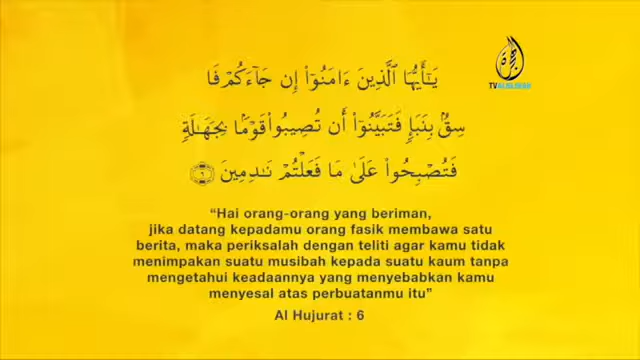 يَـٰٓأَيُّهَا ٱلَّذِينَ ءَامَنُوٓا۟ إِن جَآءَكُمْ فَا
سِقٌۢ بِنَبَإٍ فَتَبَيَّنُوٓا۟ أَن تُصِيبُوا۟ قَوْمًۢا بِجَهَـٰلَةٍ
فَتُصْبِحُوا۟ عَلَىٰ مَا فَعَلْتُمْ نَـٰدِمِينَ ٦
TVALHIJRAH
“Hai orang-orang yang beriman,
jika datang kepadamu orang fasik membawa satu
berita, maka periksalah dengan teliti agar kamu tidak
menimpakan suatu musibah kepada suatu kaum tanpa
mengetahui keadaannya yang menyebabkan kamu
menyesal atas perbuatanmu itu”
Al Hujurat : 6